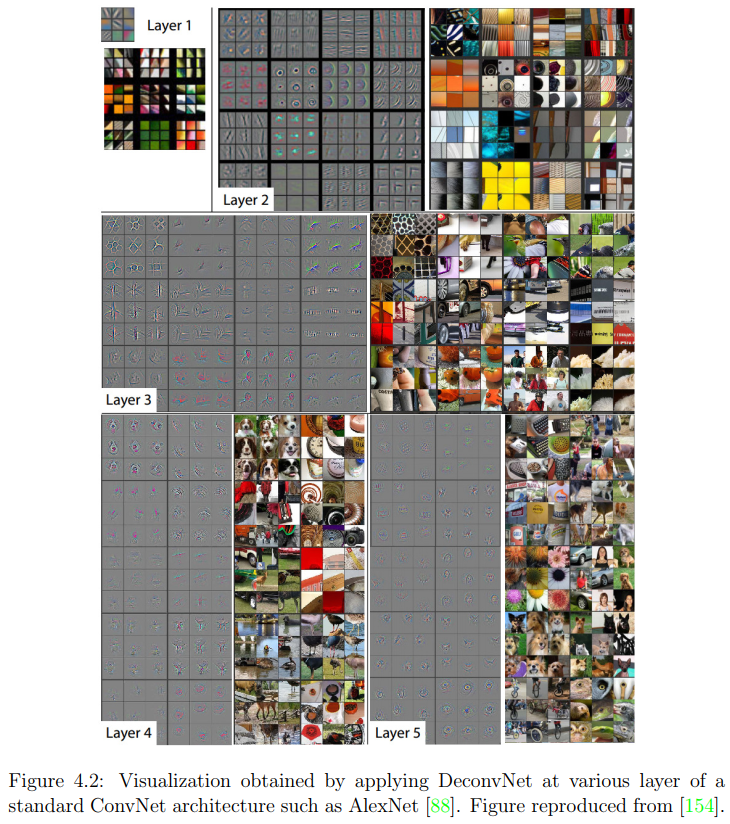 Layer 1
Layer 2
Layer 3
Layer 4
Layer 5
Figure 4.2: Visualization obtained by applying DeconvNet at various layer of a
standard ConvNet architecture such as AlexNet [88]. Figure reproduced from [154].